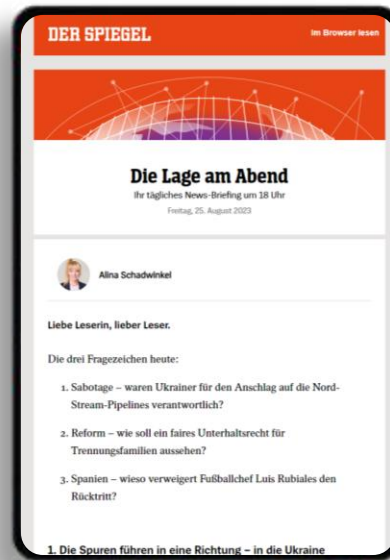 DER SPIEGEL
Im Browser lesen
Die Lage am Abend
Ihr tägliches News-Briefing um 18 Uhr
Freitag, 25. August 2023
Alina Schadwinkel
Liebe Leserin, lieber Leser.
Die drei Fragezeichen heute:
1. Sabotage – waren Ukrainer für den Anschlag auf die Nord-
Stream-Pipelines verantwortlich?
2. Reform – wie soll ein faires Unterhaltsrecht für
Trennungsfamilien aussehen?
3. Spanien – wieso verweigert Fußballchef Luis Rubiales den
Rücktritt?
1. Die Spuren führen in eine Richtung – in die Ukraine